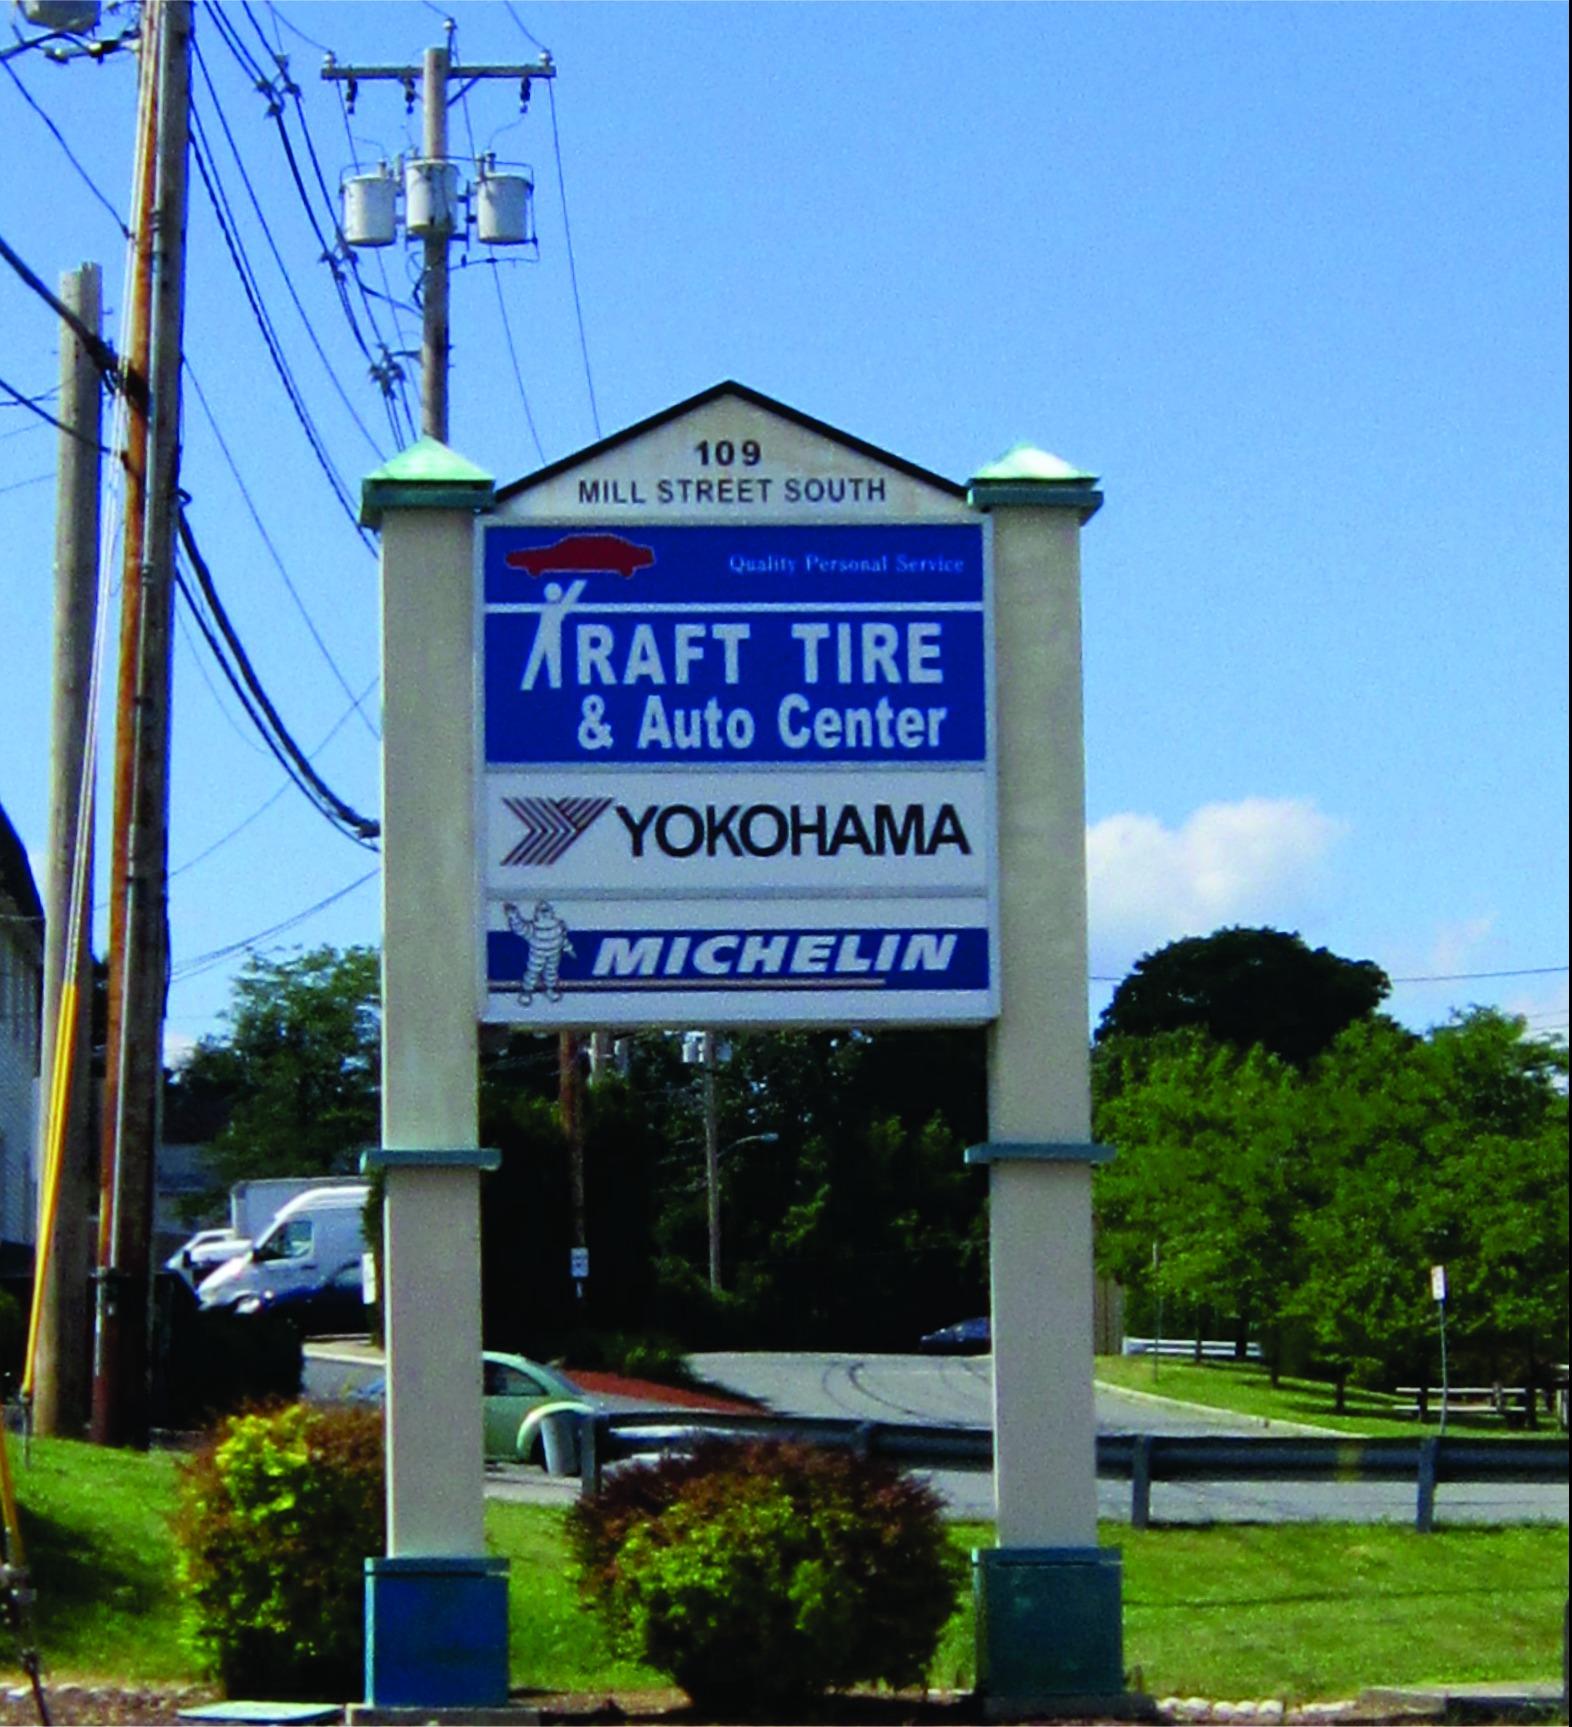 109
MILL STREET SOUTH
Quality Personal Service
KRAFT TIRE
& Auto Center
YOKOHAMA
MICHELIN